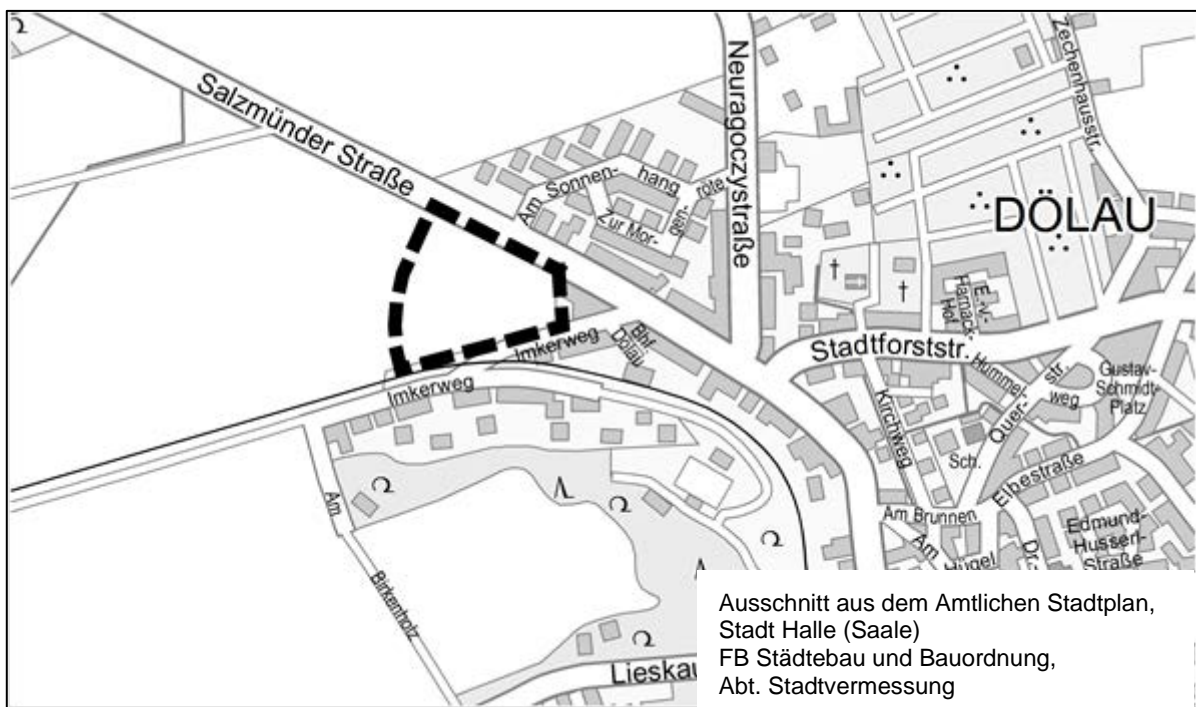 Salzmünder Straße
Neuragoczystraße
Zechenhausstr.
Am Sonnen-
hang
Zur Mor-
gen-
röte
DÖLAU
Imkerweg
Imkerweg
Bhf.
Dölau
E.-v.-
Harnack-
Hof
Stadtforststr.
Hummel-
weg
Quer-
str.
Gustav-
Schmidt-
Platz
Kirchweg
Sch.
Elbestraße
Am Brunnen
Am
Hügel
Dr.-
Edmund-
Husserl-
Straße
Am
Birkenholz
Lieskau
Ausschnitt aus dem Amtlichen Stadtplan,
Stadt Halle (Saale)
FB Städtebau und Bauordnung,
Abt. Stadtvermessung